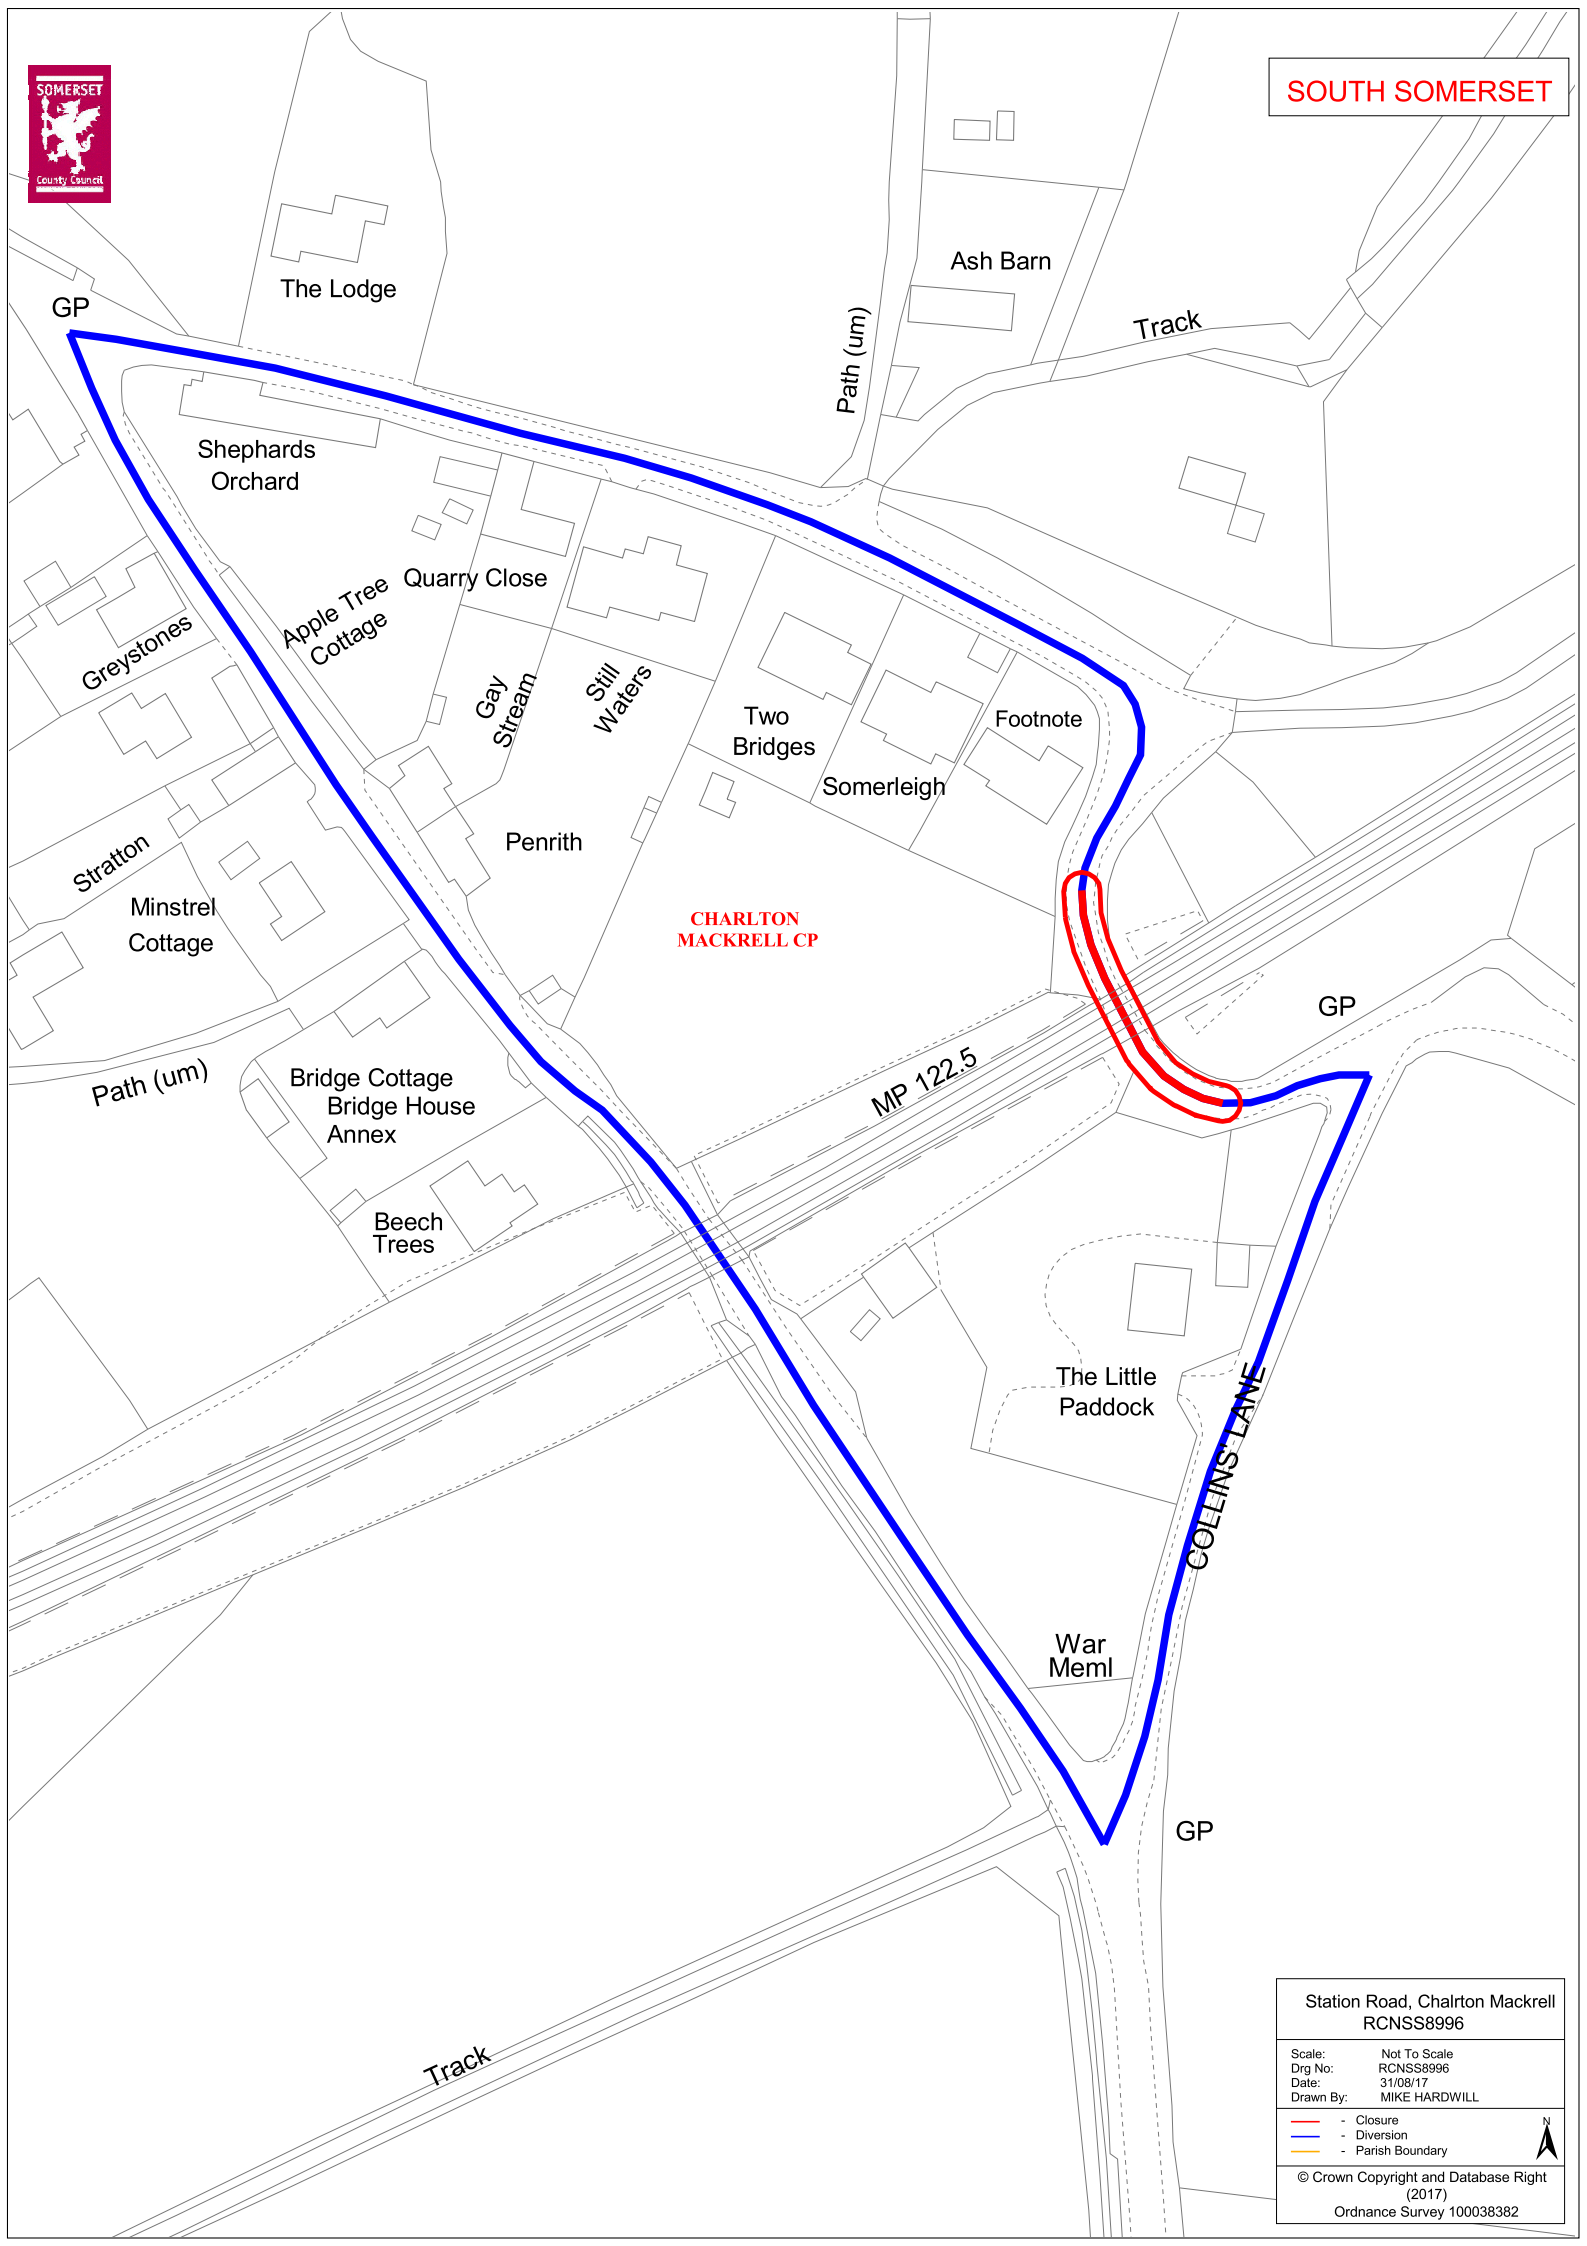 SOMERSET
County Council
SOUTH SOMERSET
The Lodge
GP
Ash Barn
Path (um)
Track
Shephards
Orchard
Quarry Close
Apple Tree
Cottage
Greystones
Gay
Stream
Still
Waters
Two
Bridges
Footnote
Somerleigh
Penrith
Stratton
Minstrel
Cottage
CHARLTON
MACKRELL CP
GP
MP 122.5
Path (um)
Bridge Cottage
Bridge House
Annex
Beech
Trees
The Little
Paddock
COLLINS' LANE
War
Meml
GP
Track
Station Road, Chalrton Mackrell
RCNSS8996
Scale: Not To Scale
Drg No: RCNSS8996
Date: 31/08/17
Drawn By: MIKE HARDWILL
- Closure
- Diversion
- Parish Boundary
N
© Crown Copyright and Database Right
(2017)
Ordnance Survey 100038382